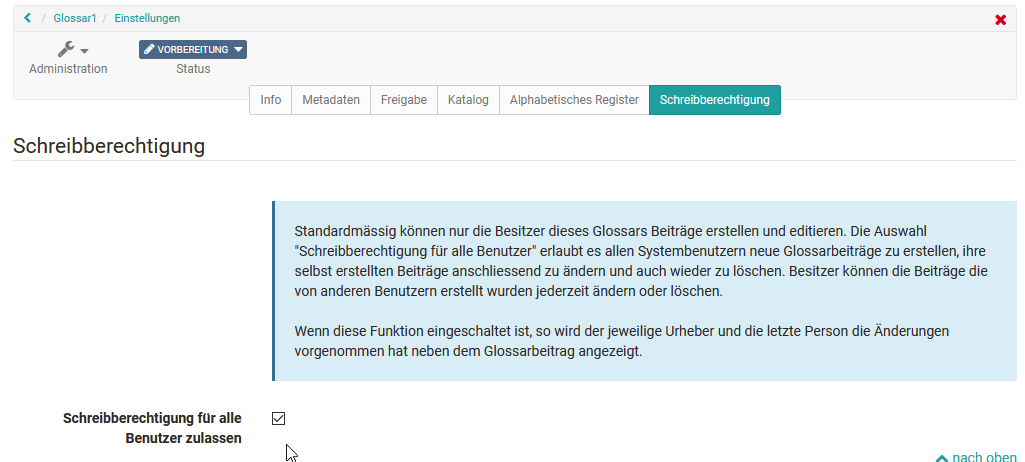 / Glossar1 / Einstellungen
Administration
VORBEREITUNG
Status
Info Metadaten Freigabe Katalog Alphabetisches Register Schreibberechtigung
Schreibberechtigung
Standardmässig können nur die Besitzer dieses Glossars Beiträge erstellen und editieren. Die Auswahl
"Schreibberechtigung für alle Benutzer" erlaubt es allen Systembenutzern neue Glossarbeiträge zu erstellen, ihre
selbst erstellten Beiträge anschliessend zu ändern und auch wieder zu löschen. Besitzer können die Beiträge die
von anderen Benutzern erstellt wurden jederzeit ändern oder löschen.
Wenn diese Funktion eingeschaltet ist, so wird der jeweilige Urheber und die letzte Person die Änderungen
vorgenommen hat neben dem Glossarbeitrag angezeigt.
Schreibberechtigung für alle
Benutzer zulassen
nach oben